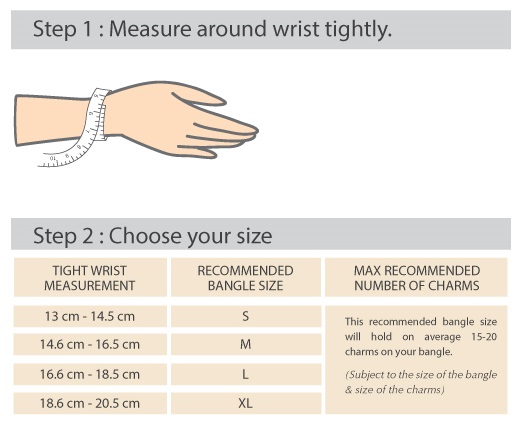 Step 1 : Measure around wrist tightly.
Step 2 : Choose your size
TIGHT WRIST
MEASUREMENT
RECOMMENDED
BANGLE SIZE
MAX RECOMMENDED
NUMBER OF CHARMS
13 cm - 14.5 cm
S
14.6 cm - 16.5 cm
M
16.6 cm - 18.5 cm
L
18.6 cm - 20.5 cm
XL
This recommended bangle size
will hold on average 15-20
charms on your bangle.
(Subject to the size of the bangle
& size of the charms)